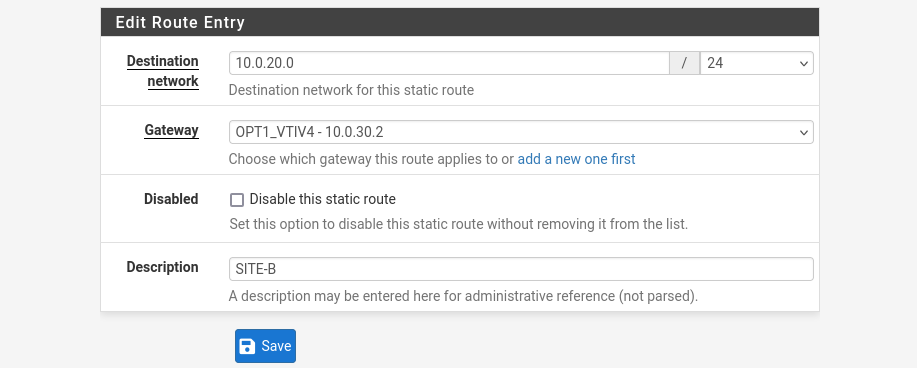 Edit Route Entry
Destination network
10.0.20.0 / 24
Destination network for this static route
Gateway
OPT1_VTIV4 - 10.0.30.2
Choose which gateway this route applies to or add a new one first
Disabled
Disable this static route
Set this option to disable this static route without removing it from the list.
Description
SITE-B
A description may be entered here for administrative reference (not parsed).
Save